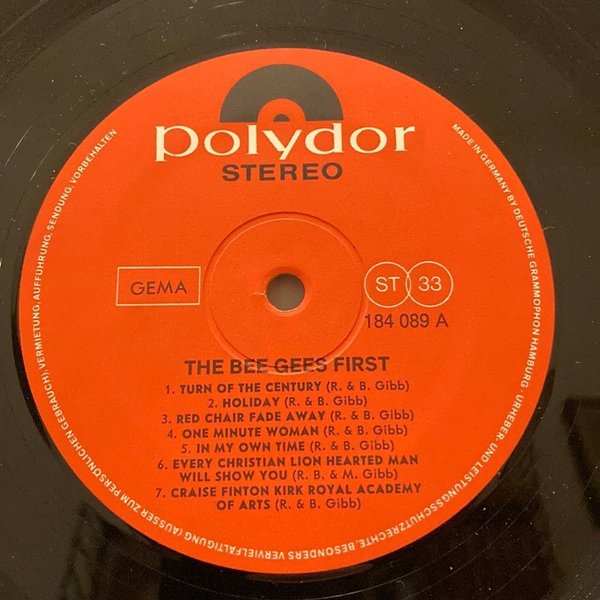 polydor
STEREO
GEMA
ST 33
184 089 A
THE BEE GEES FIRST
1. TURN OF THE CENTURY (R. & B. Gibb)
2. HOLIDAY (R. & B. Gibb)
3. RED CHAIR FADE AWAY (R. & B. Gibb)
4. ONE MINUTE WOMAN (R. & B. Gibb)
5. IN MY OWN TIME (R. & B. Gibb)
6. EVERY CHRISTIAN LION HEARTED MAN
WILL SHOW YOU (R. B. & M. Gibb)
7. CRAISE FINTON KIRK ROYAL ACADEMY
OF ARTS (R. & B. Gibb)
MADE IN GERMANY BY DEUTSCHE GRAMMOPHON HAMBURG · URHEBER- UND LEISTUNGSSCHUTZRECHTE, BESONDERS VERVIELFÄLTIGUNG (AUSSER ZUM PERSÖNLICHEN GEBRAUCH), VERMIETUNG, AUFFÜHRUNG, SENDUNG, VORBEHALTEN